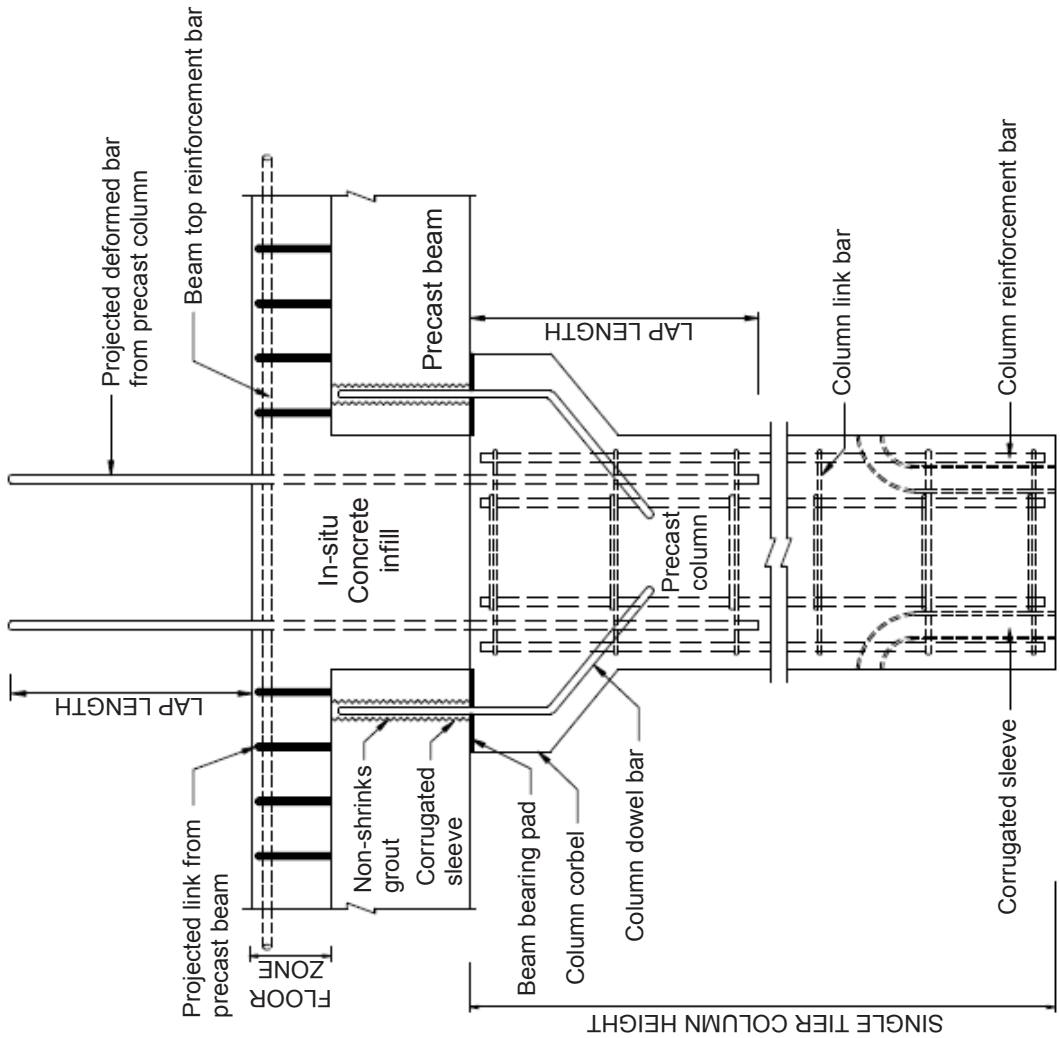 Projected deformed bar
from precast column
Beam top reinforcement bar
LAP LENGTH
Projected link from
precast beam
FLOOR
ZONE
In-situ
Concrete
infill
Precast beam
Non-shrinks
grout
Corrugated
sleeve
LAP LENGTH
Beam bearing pad
Column corbel
Column dowel bar
Precast
column
Column link bar
Column reinforcement bar
Corrugated sleeve
SINGLE TIER COLUMN HEIGHT